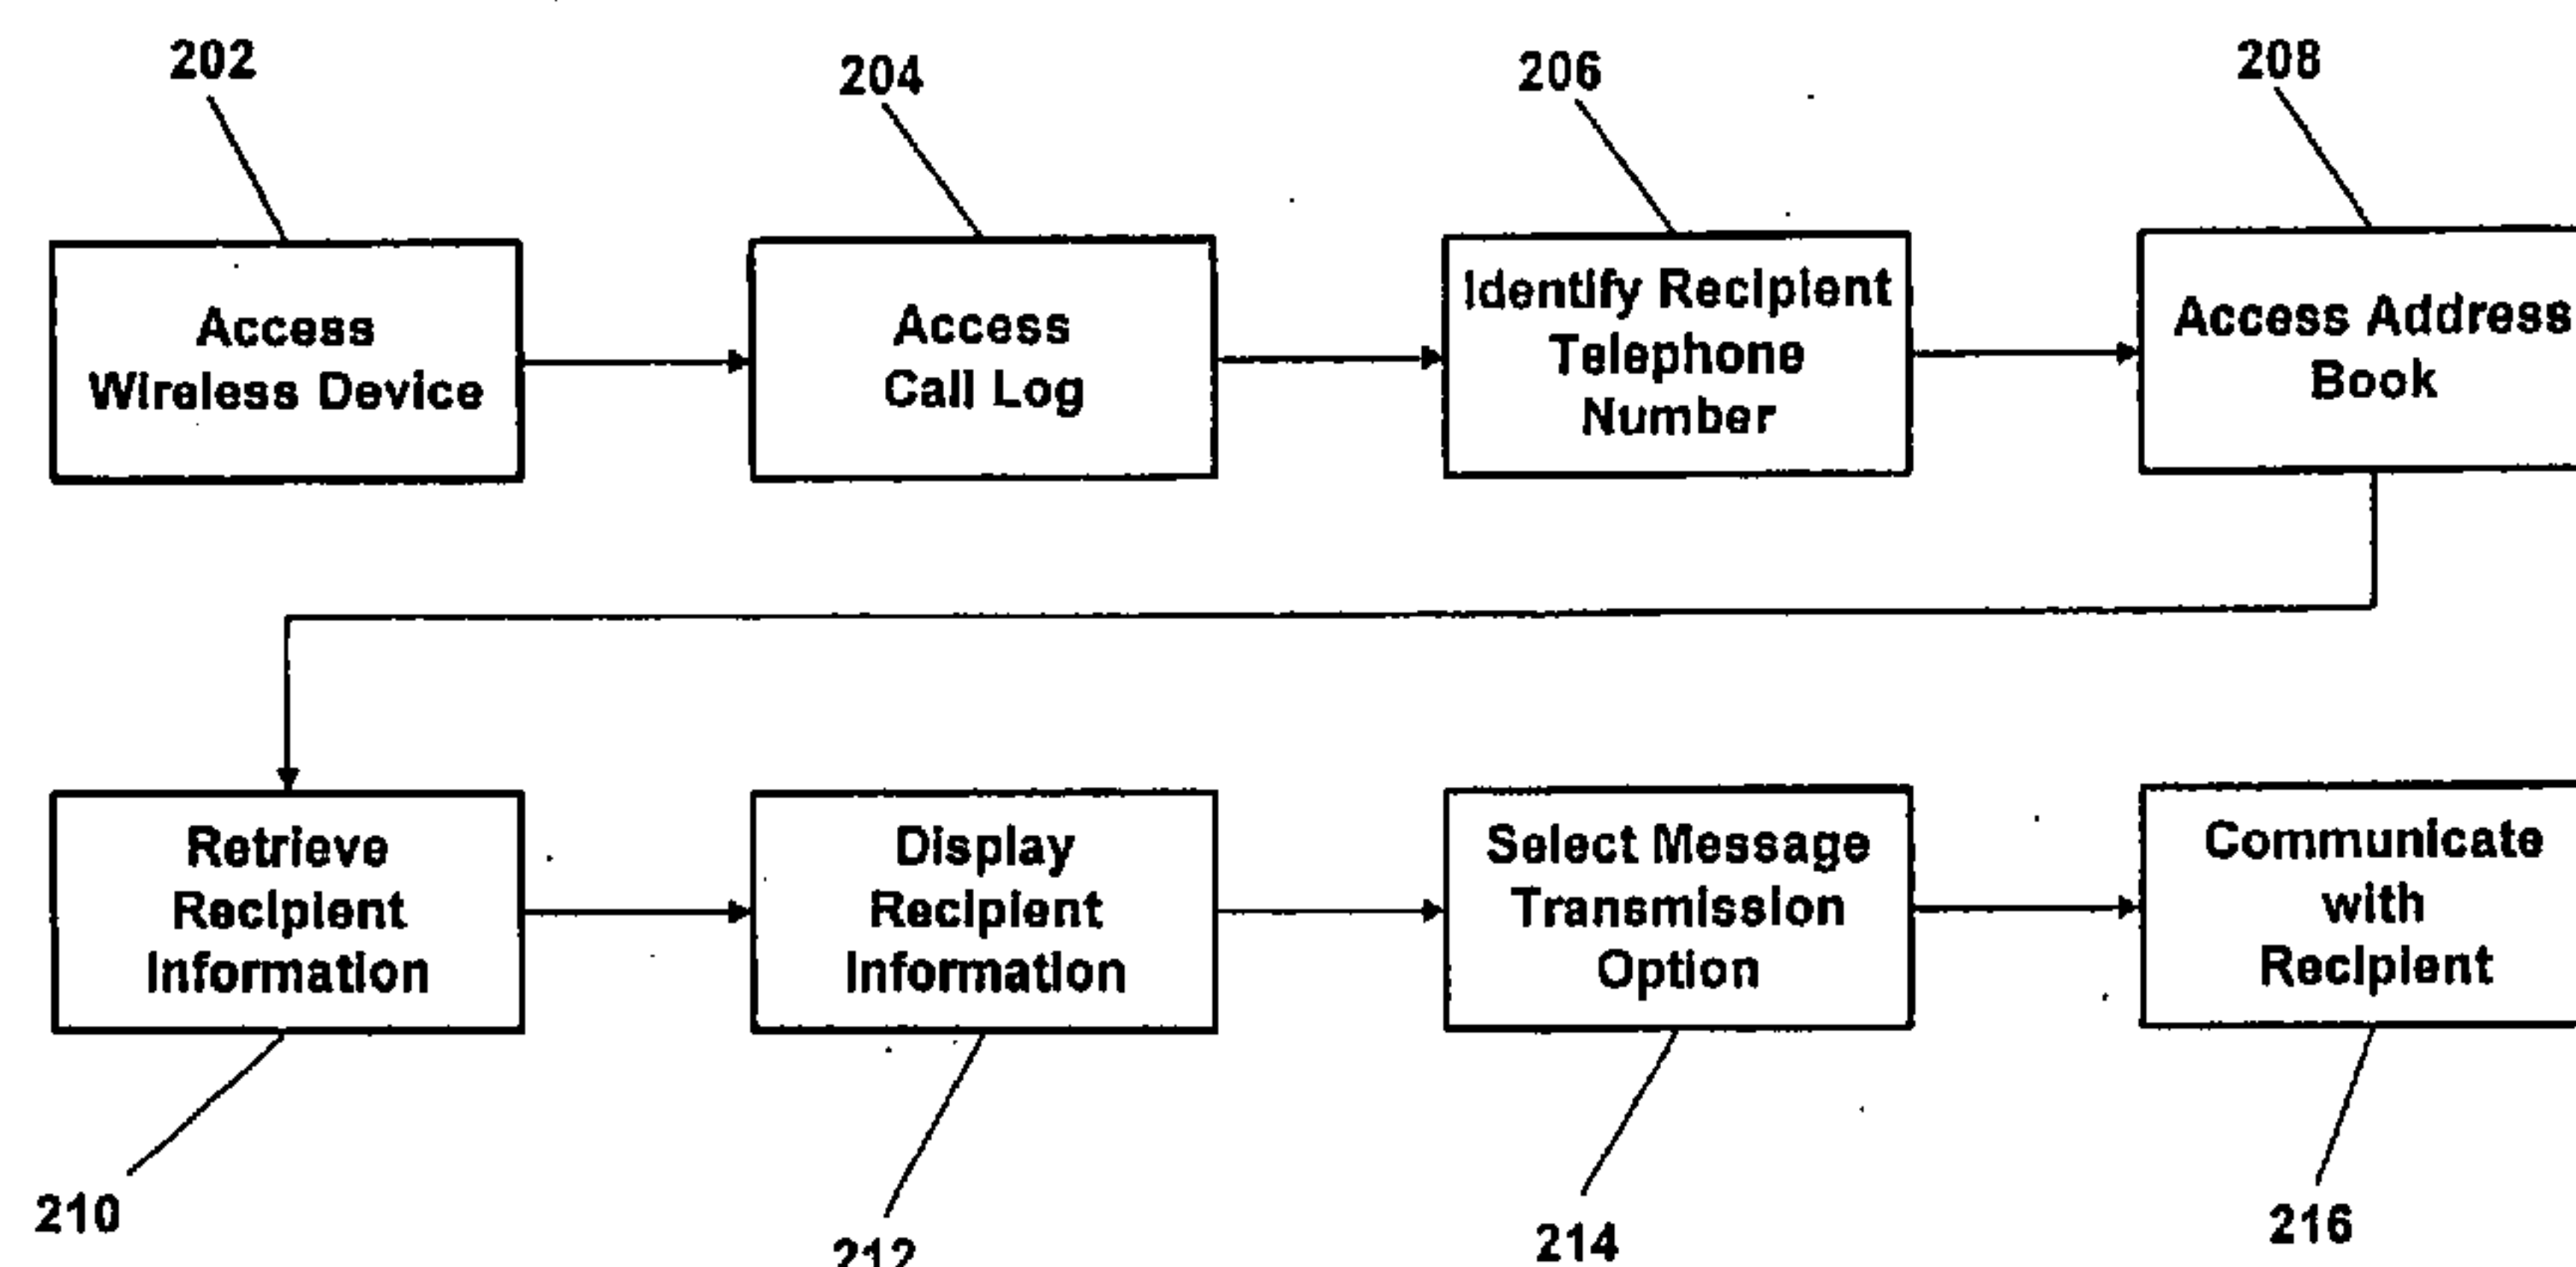 202
204
206
208
Access
Wireless Device
Access
Call Log
Identify Recipient
Telephone
Number
Access Address
Book
Retrieve
Recipient
Information
Display
Recipient
Information
Select Message
Transmission
Option
Communicate
with
Recipient
210
212
214
216